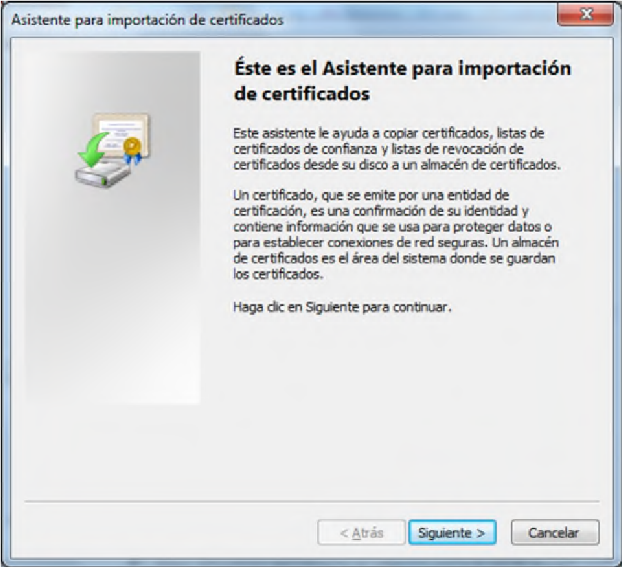 Asistente para importación de certificados
Éste es el Asistente para importación
de certificados
Este asistente le ayuda a copiar certificados, listas de
certificados de confianza y listas de revocación de
certificados desde su disco a un almacén de certificados.
Un certificado, que se emite por una entidad de
certificación, es una confirmación de su identidad y
contiene información que se usa para proteger datos o
para establecer conexiones de red seguras. Un almacén
de certificados es el área del sistema donde se guardan
los certificados.
Haga clic en Siguiente para continuar.
< Atrás Siguiente > Cancelar